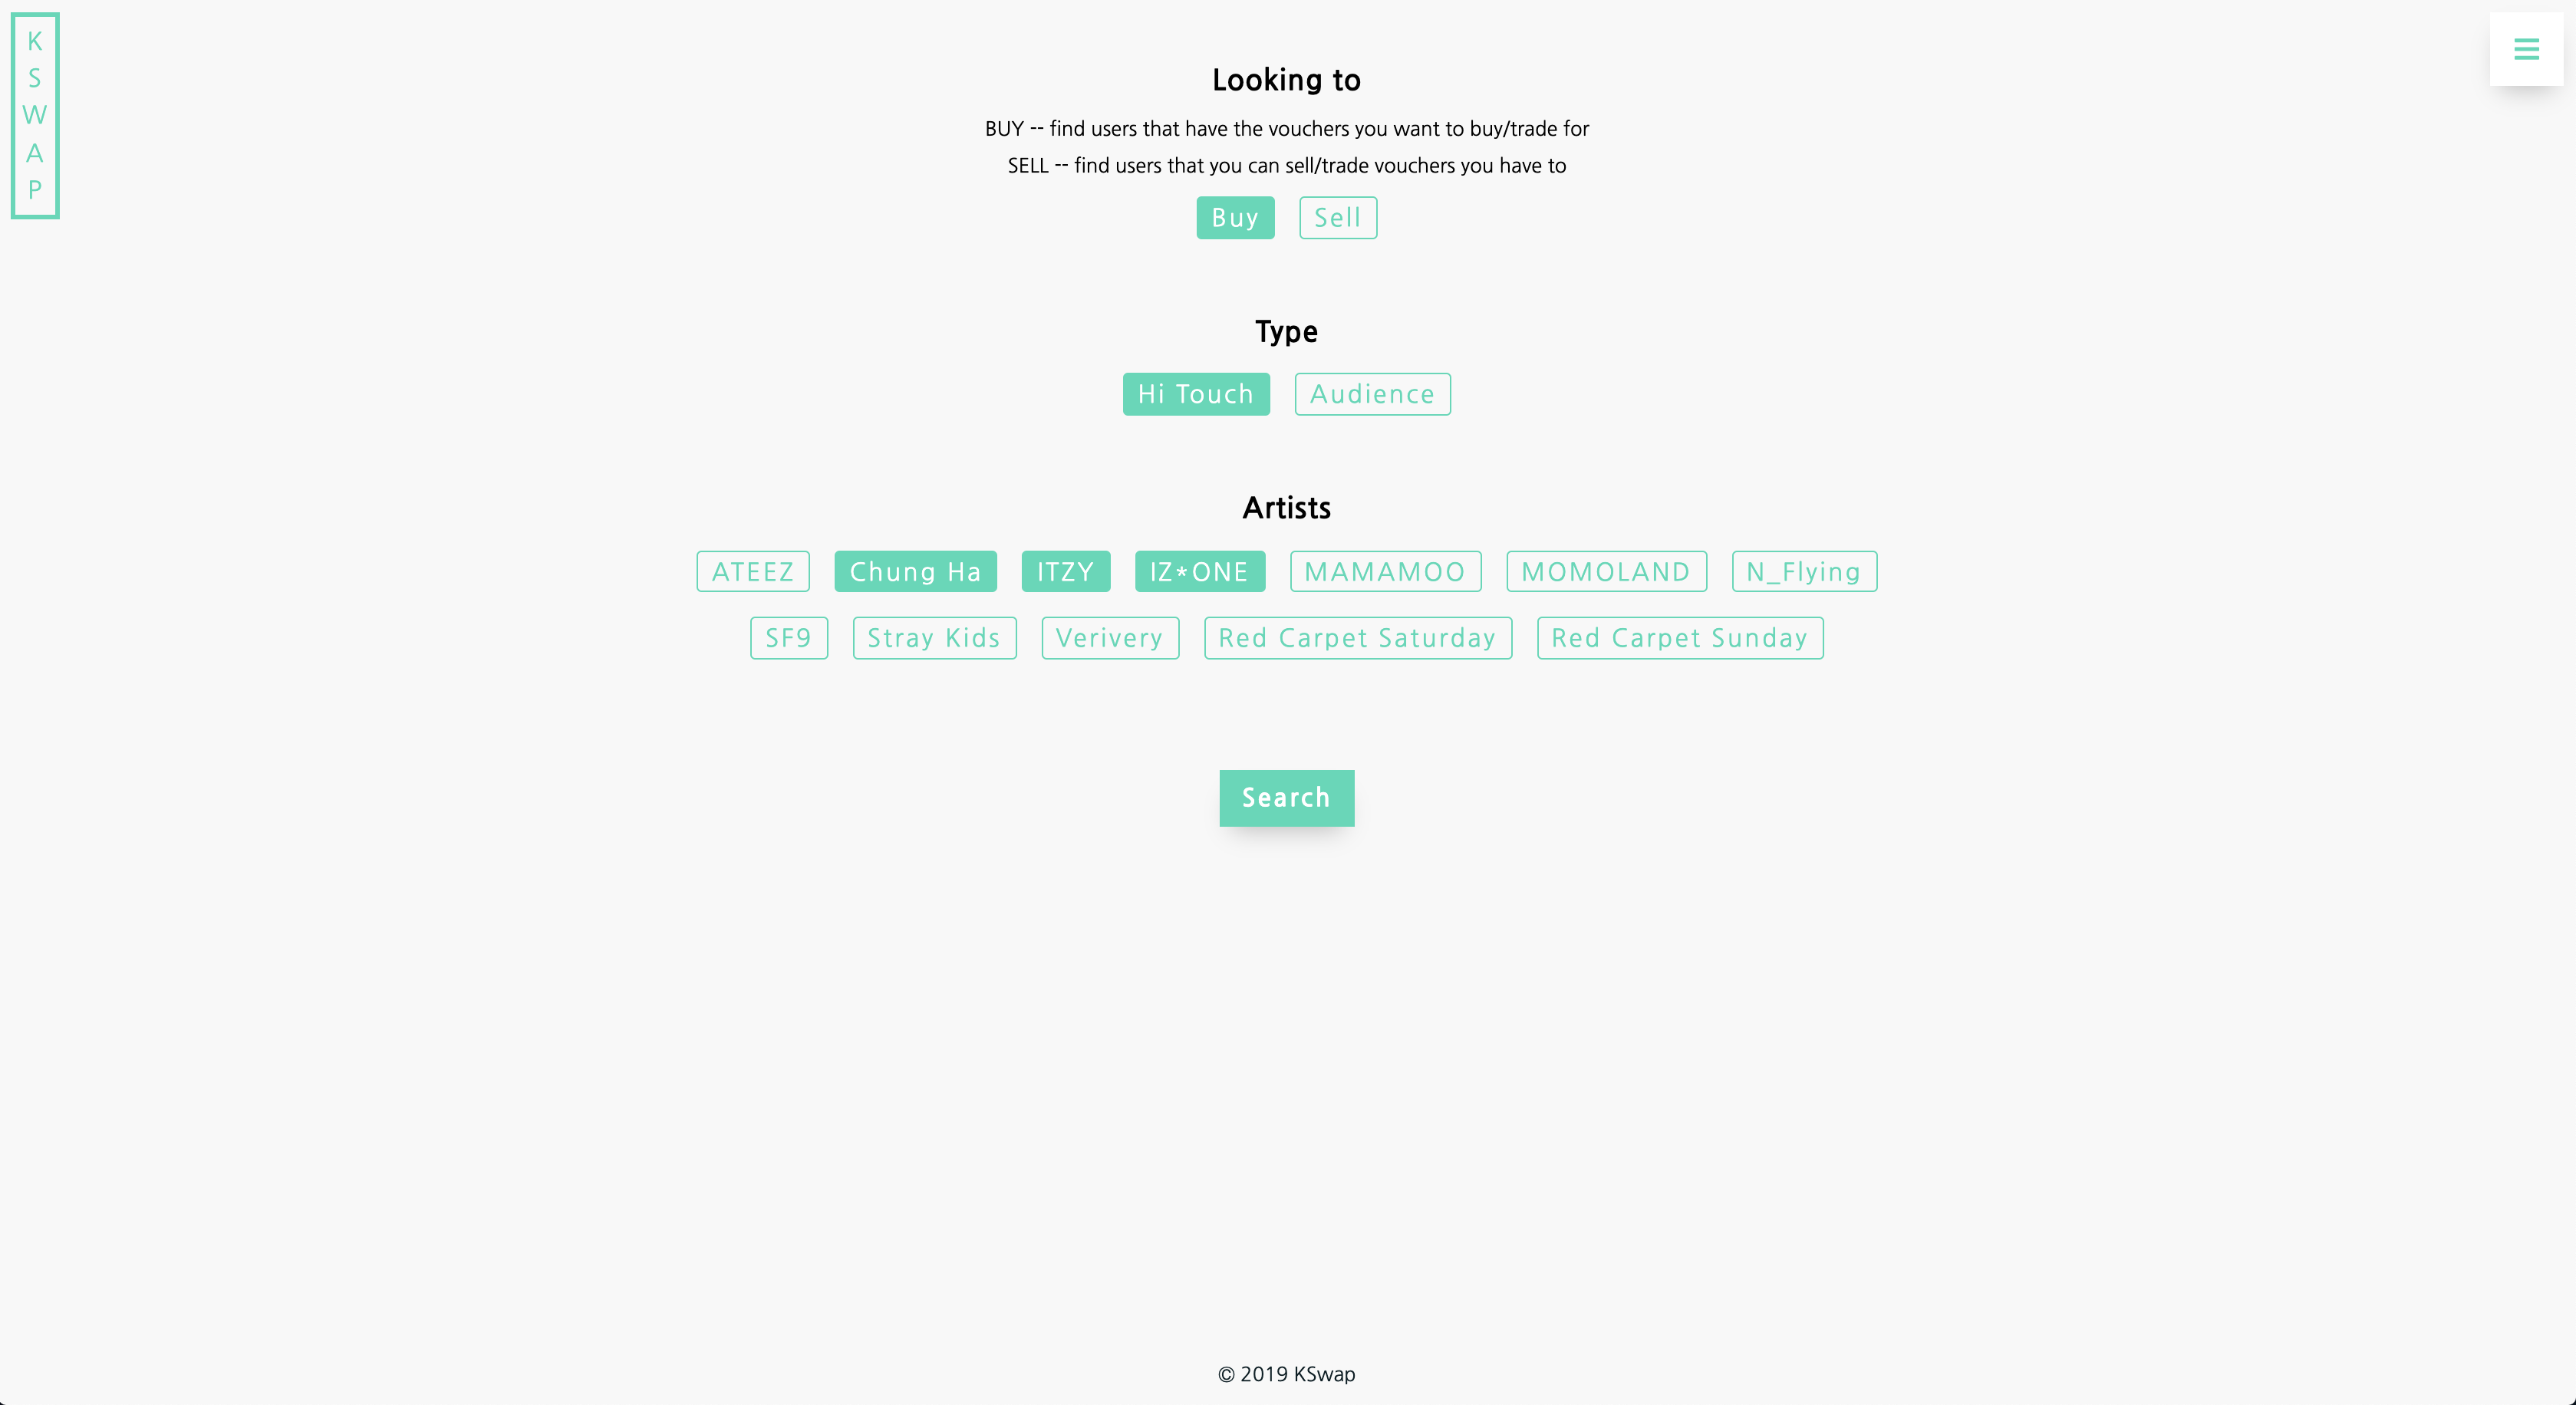 K
S
W
A
P
Looking to
BUY -- find users that have the vouchers you want to buy/trade for
SELL -- find users that you can sell/trade vouchers you have to
Buy Sell
Type
Hi Touch Audience
Artists
ATEEZ Chung Ha ITZY IZ*ONE MAMAMOO MOMOLAND N_Flying
SF9 Stray Kids Verivery Red Carpet Saturday Red Carpet Sunday
Search
© 2019 KSwap